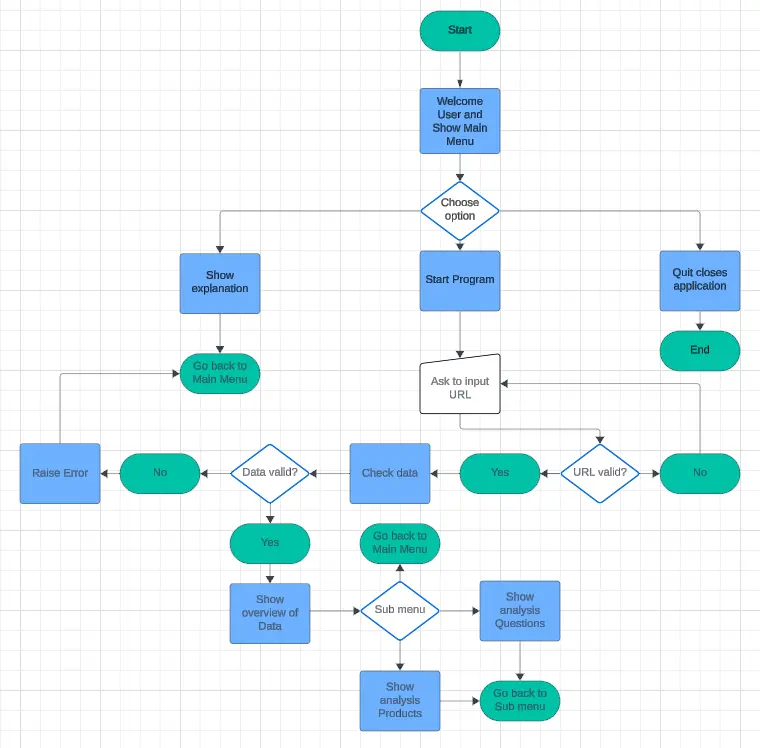 Start
Welcome
User and
Show Main
Menu
Choose
option
Show
explanation
Start Program
Quit closes
application
Go back to
Main Menu
End
Ask to input
URL
Raise Error
No
Data valid?
Check data
Yes
URL valid?
No
Yes
Go back to
Main Menu
Show
overview of
Data
Sub menu
Show
analysis
Questions
Show
analysis
Products
Go back to
Sub menu